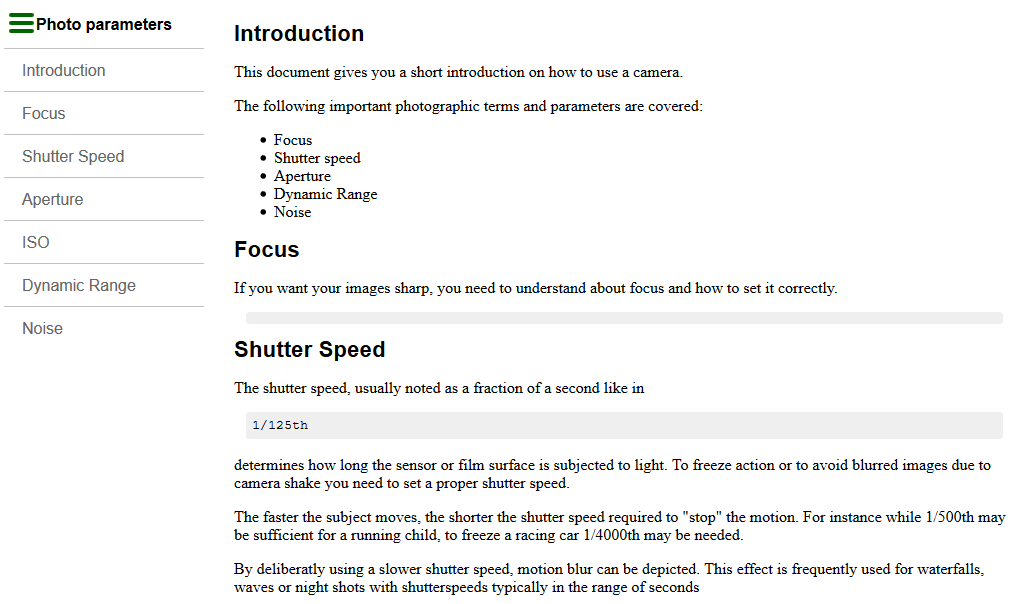 Photo parameters
Introduction
Focus
Shutter Speed
Aperture
ISO
Dynamic Range
Noise
Introduction
This document gives you a short introduction on how to use a camera.
The following important photographic terms and parameters are covered:
Focus
Shutter speed
Aperture
Dynamic Range
Noise
Focus
If you want your images sharp, you need to understand about focus and how to set it correctly.
Shutter Speed
The shutter speed, usually noted as a fraction of a second like in
1/125th
determines how long the sensor or film surface is subjected to light. To freeze action or to avoid blurred images due to
camera shake you need to set a proper shutter speed.
The faster the subject moves, the shorter the shutter speed required to "stop" the motion. For instance while 1/500th may
be sufficient for a running child, to freeze a racing car 1/4000th may be needed.
By deliberatly using a slower shutter speed, motion blur can be depicted. This effect is frequently used for waterfalls,
waves or night shots with shutterspeeds typically in the range of seconds